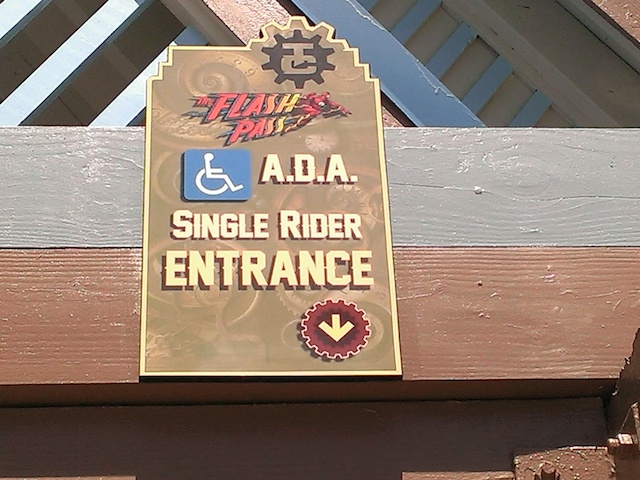 THE FLASH
PASS
A.D.A.
SINGLE RIDER
ENTRANCE